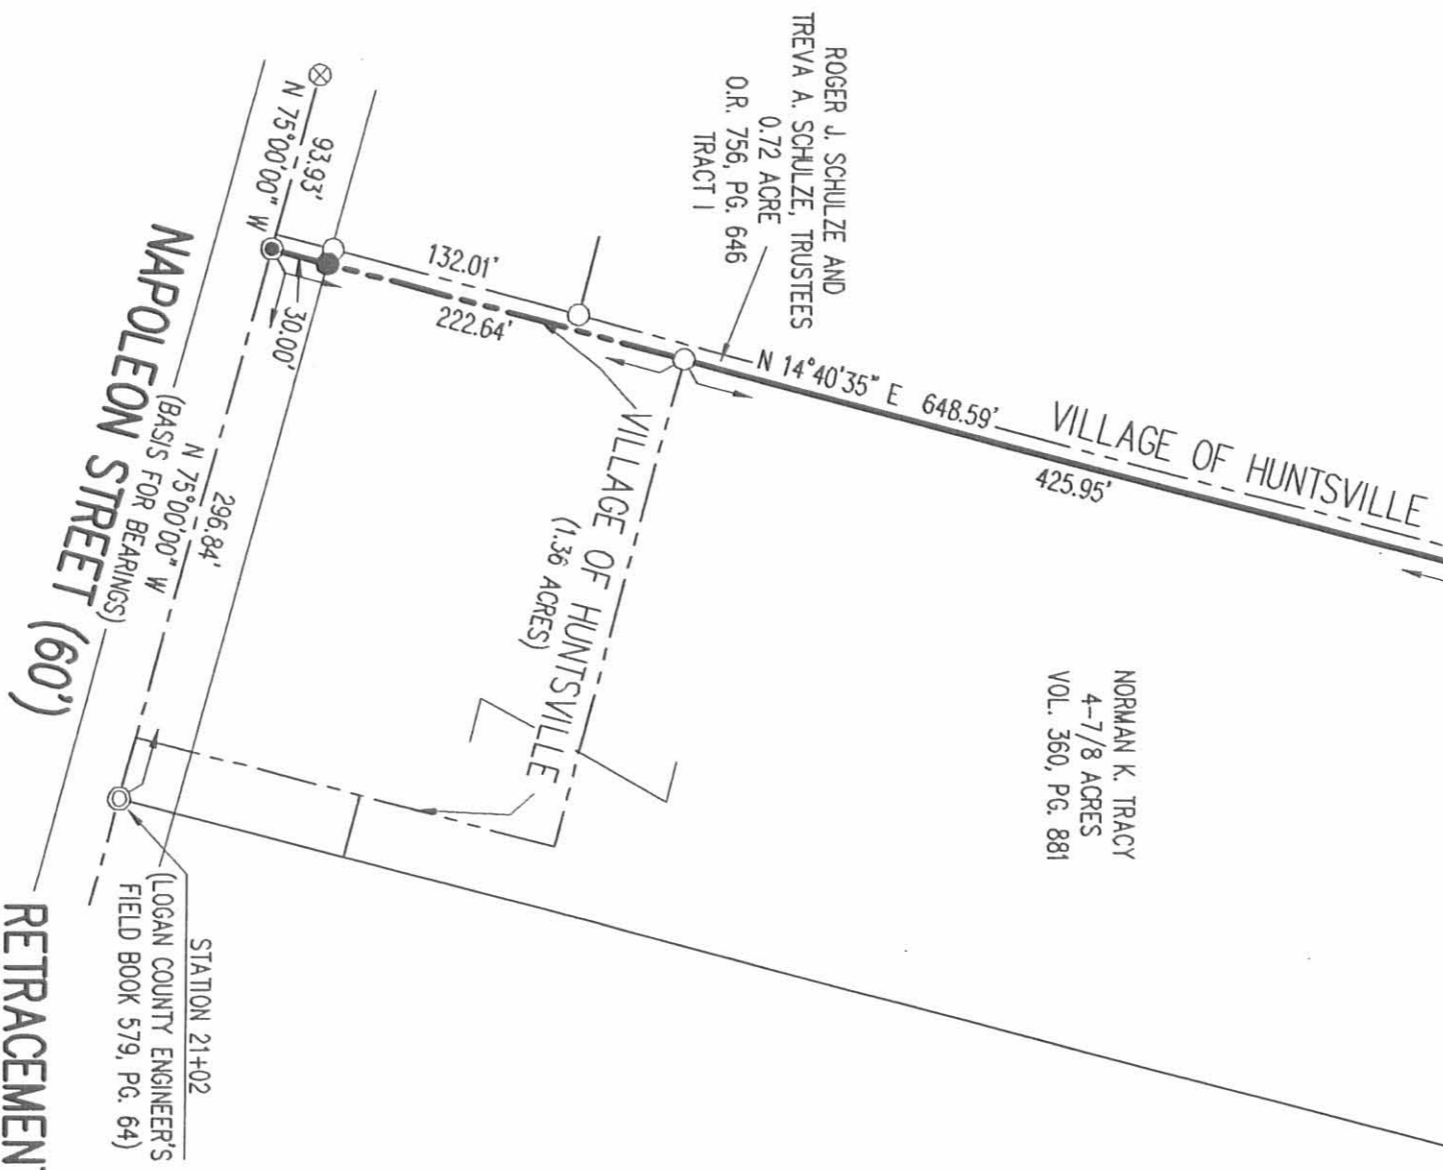 ROGER J. SCHULZE AND
TREVA A. SCHULZE, TRUSTEES
0.72 ACRE
O.R. 756, PG. 646
TRACT I
93.93'
N 75°00'00" W
132.01'
222.64'
30.00'
N 14°40'35" E 648.59'
425.95'
VILLAGE OF HUNTSVILLE
VILLAGE OF HUNTSVILLE
(1.36 ACRES)
NORMAN K. TRACY
4-7/8 ACRES
VOL. 360, PG. 881
296.84'
N 75°00'00" W
(BASIS FOR BEARINGS)
NAPOLEON STREET (60')
STATION 21+02
(LOGAN COUNTY ENGINEER'S
FIELD BOOK 579, PG. 64)
RETRACEMENT